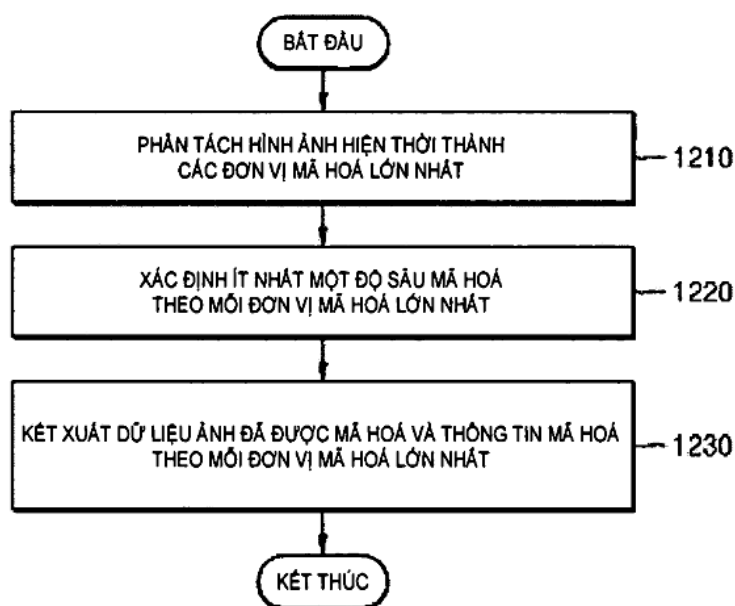 BẮT ĐẦU
PHÂN TÁCH HÌNH ẢNH HIỆN THỜI THÀNH
CÁC ĐƠN VỊ MÃ HOÁ LỚN NHẤT
1210
XÁC ĐỊNH ÍT NHẤT MỘT ĐỘ SÂU MÃ HOÁ
THEO MỖI ĐƠN VỊ MÃ HOÁ LỚN NHẤT
1220
KẾT XUẤT DỮ LIỆU ẢNH ĐÃ ĐƯỢC MÃ HOÁ VÀ THÔNG TIN MÃ HOÁ
THEO MỖI ĐƠN VỊ MÃ HOÁ LỚN NHẤT
1230
KẾT THÚC